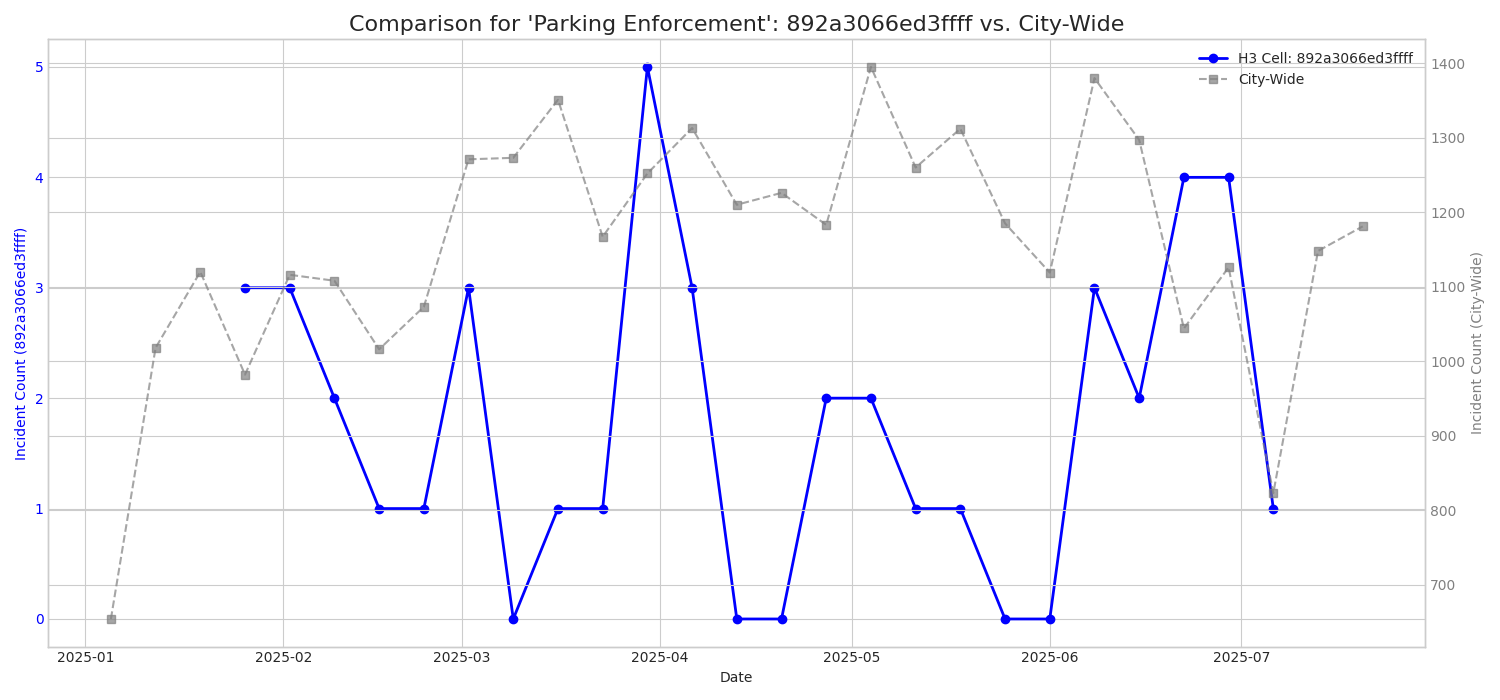 Comparison for 'Parking Enforcement': 892a3066ed3ffff vs. City-Wide
H3 Cell: 892a3066ed3ffff
City-Wide
Incident Count (892a3066ed3ffff)
5
4
3
2
1
0
1400
1300
1200
1100
1000
900
800
700
Incident Count (City-Wide)
2025-01 2025-02 2025-03 2025-04 2025-05 2025-06 2025-07
Date